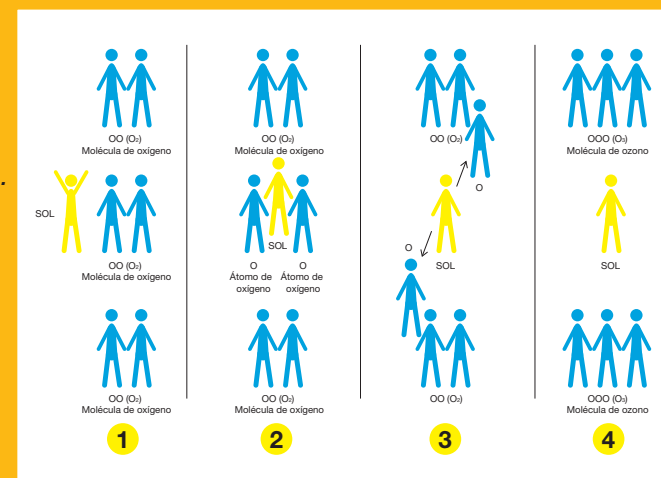 OO (O₂)
Molécula de oxígeno
SOL
OO (O₂)
Molécula de oxígeno
OO (O₂)
Molécula de oxígeno
1
OO (O₂)
Molécula de oxígeno
SOL
O
Átomo de
oxígeno
O
Átomo de
oxígeno
OO (O₂)
Molécula de oxígeno
2
OO (O₂)
O
SOL
O
OO (O₂)
3
OOO (O₃)
Molécula de ozono
SOL
OOO (O₃)
Molécula de ozono
4